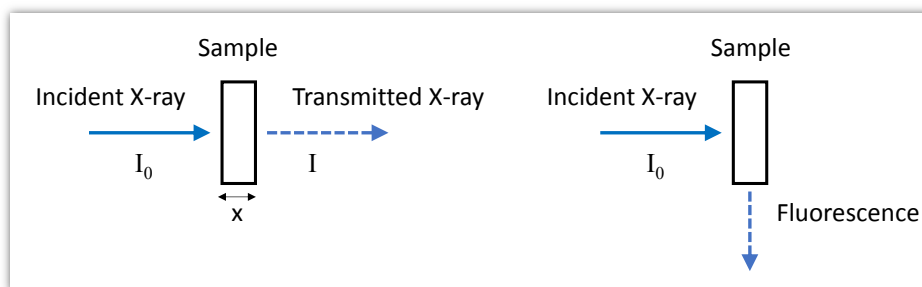 Sample
Incident X-ray
Transmitted X-ray
I₀
I
x
Sample
Incident X-ray
I₀
Fluorescence